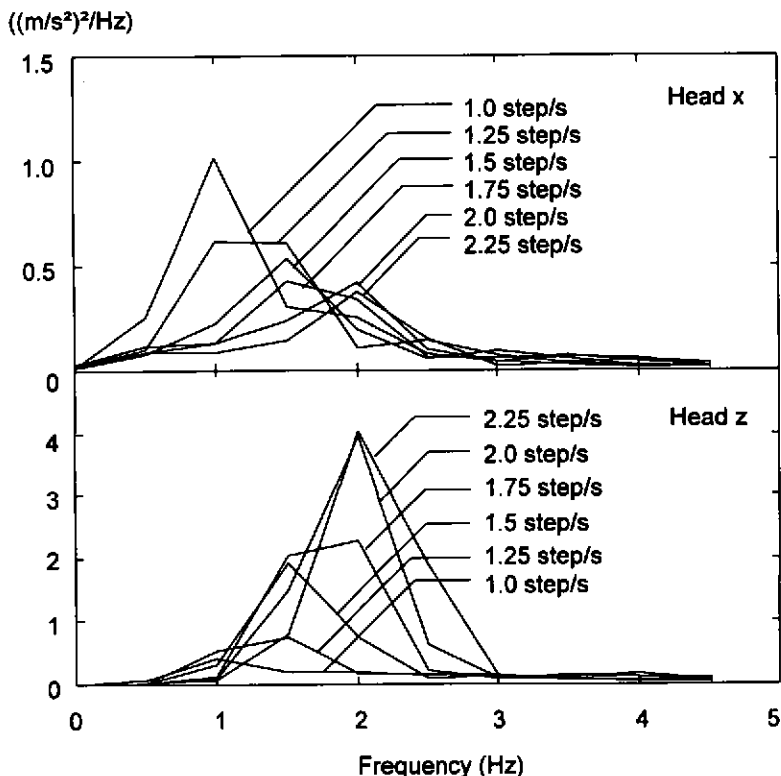 ((m/s²)²/Hz)
1.5
Head x
1.0 step/s
1.25 step/s
1.5 step/s
1.0
1.75 step/s
2.0 step/s
2.25 step/s
0.5
0
2.25 step/s
Head z
4
2.0 step/s
1.75 step/s
3
1.5 step/s
1.25 step/s
2
1.0 step/s
1
0
0 1 2 3 4 5
Frequency (Hz)